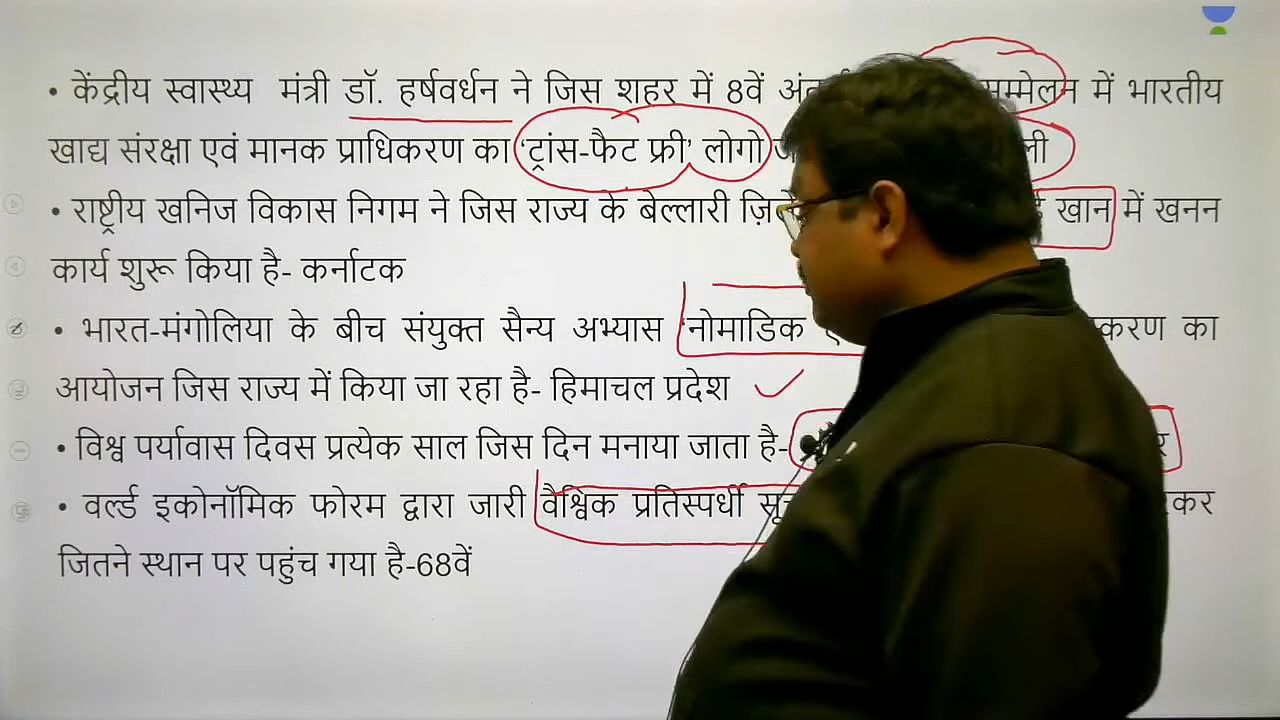 • केंद्रीय स्वास्थ्य मंत्री डॉ. हर्षवर्धन ने जिस शहर में 8वें सम्मेलन में भारतीय
खाद्य संरक्षा एवं मानक प्राधिकरण का ‘ट्रांस-फैट फ्री’ लोगो
• राष्ट्रीय खनिज विकास निगम ने जिस राज्य के बेल्लारी खान में खनन
कार्य शुरू किया है- कर्नाटक
• भारत-मंगोलिया के बीच संयुक्त सैन्य अभ्यास ‘नोमाडिक का
आयोजन जिस राज्य में किया जा रहा है- हिमाचल प्रदेश
• विश्व पर्यावास दिवस प्रत्येक साल जिस दिन मनाया जाता है-
• वर्ल्ड इकोनॉमिक फोरम द्वारा जारी वैश्विक प्रतिस्पर्धी
जितने स्थान पर पहुंच गया है-68वें